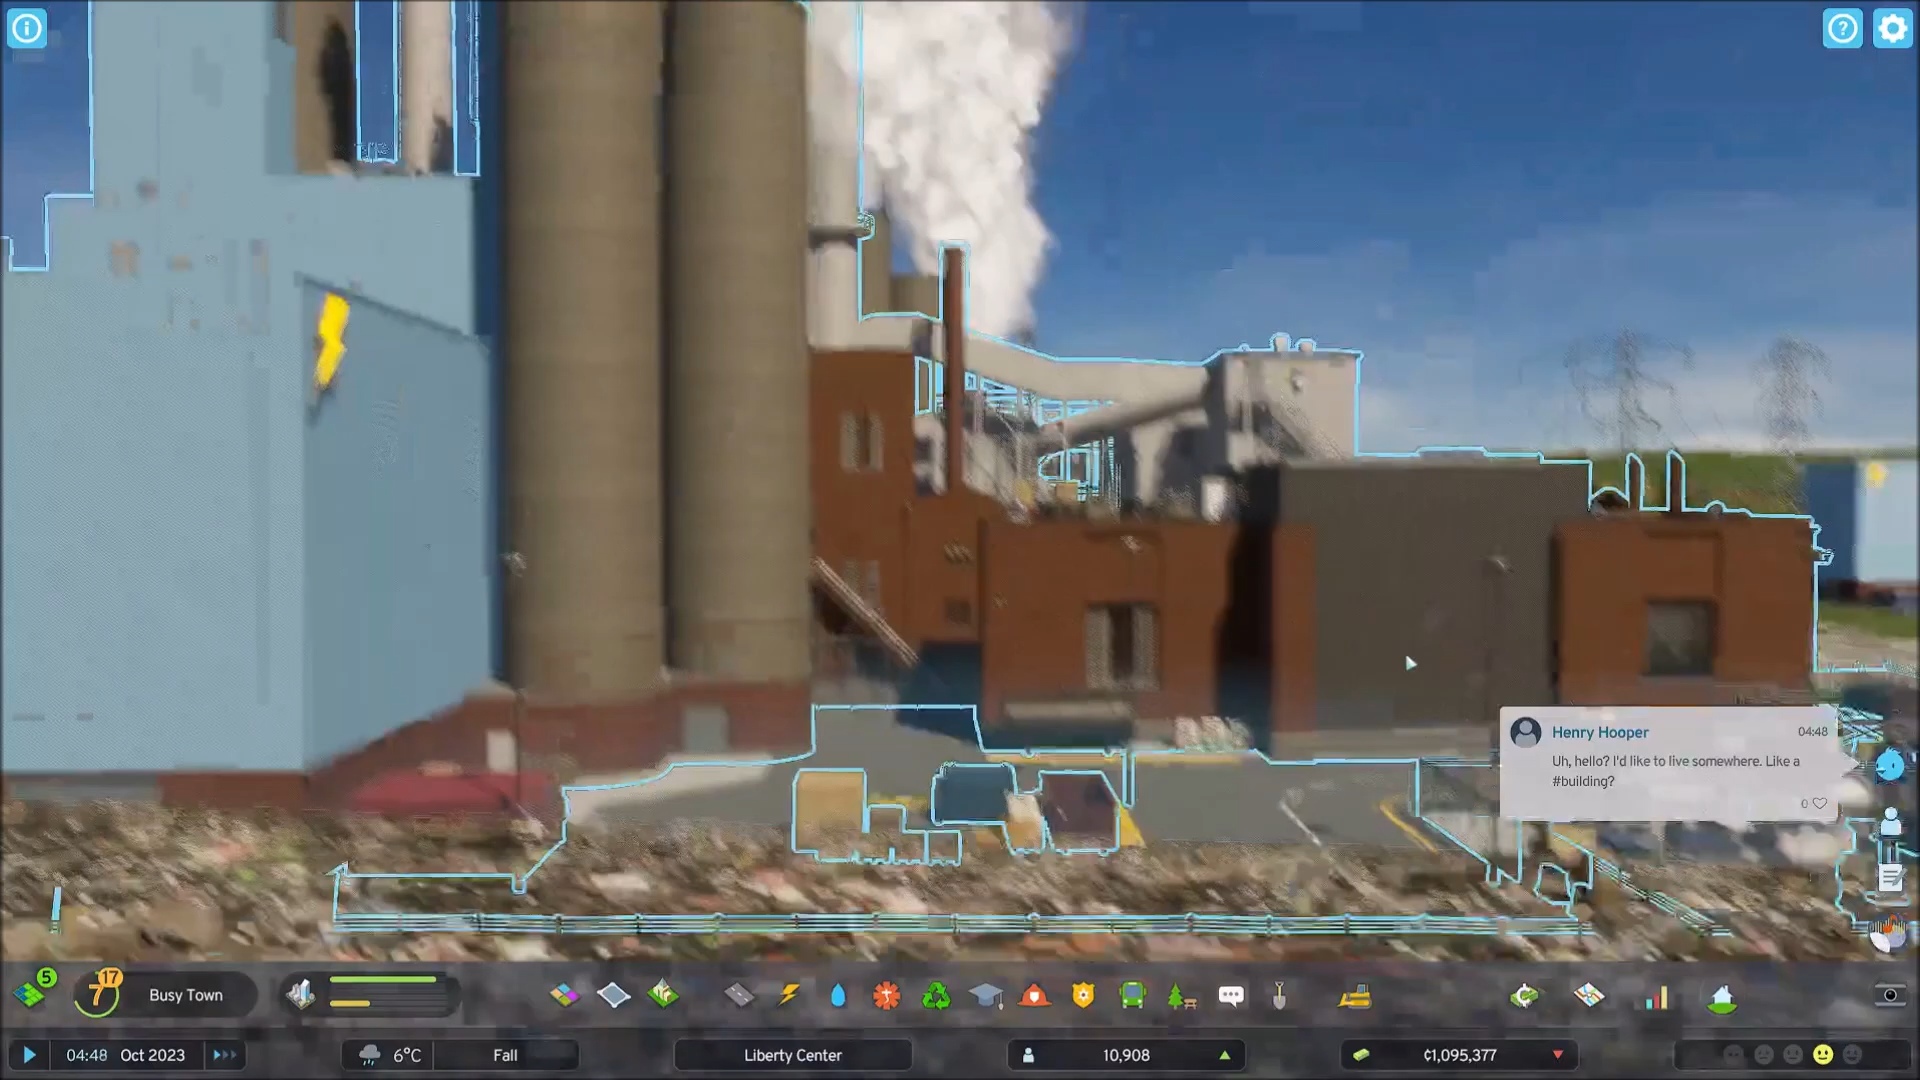 Henry Hooper
04:48
Uh, hello? I'd like to live somewhere. Like a
#building?
0
5
17
7
Busy Town
04:48 Oct 2023
6°C
Fall
Liberty Center
10,908
¢1,095,377